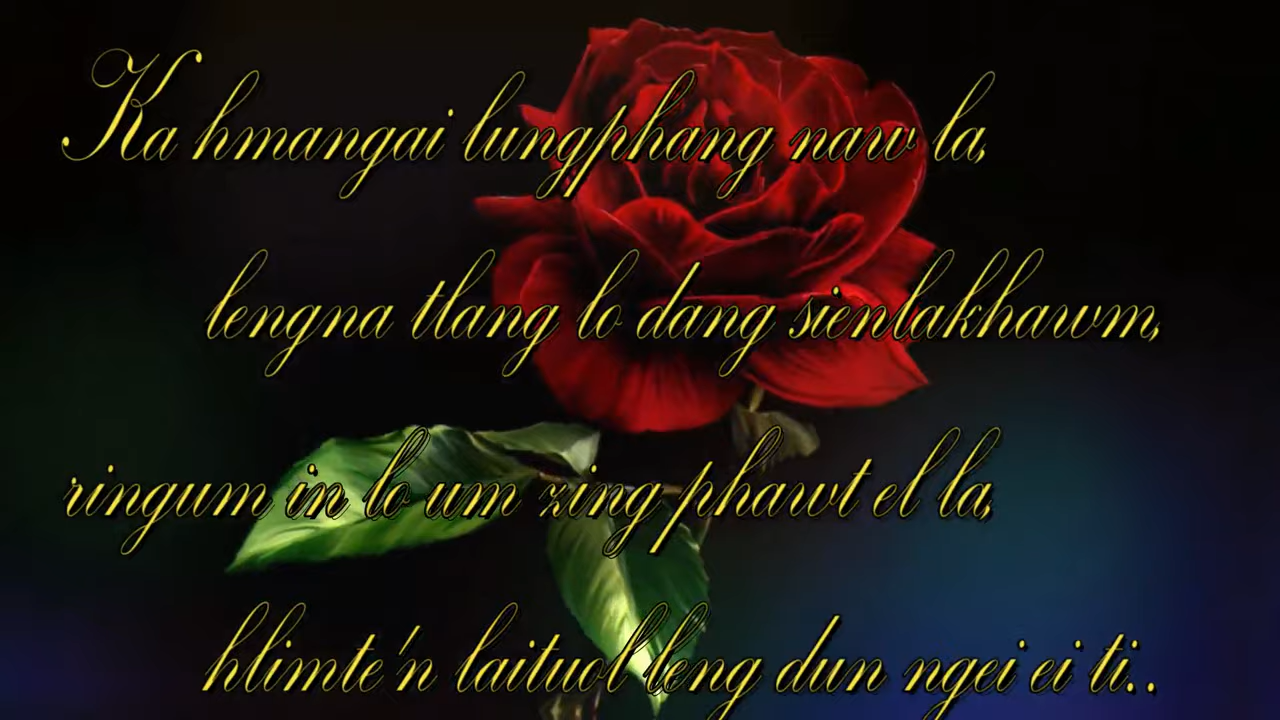 Ka hmangai lungphang naw la,
lengna tlang lo dang sienlakhawm,
ringum in lo um zing phawt el la,
hlimte'n laituol leng dun ngei ei ti..